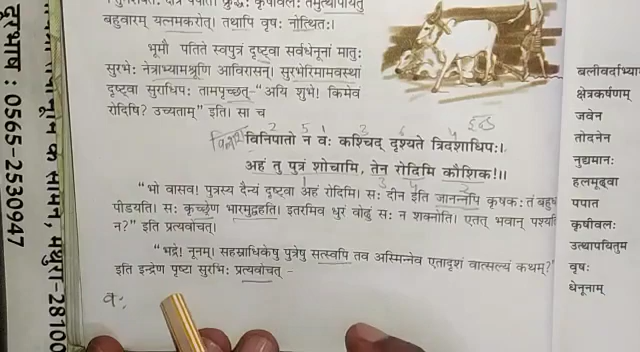 बहुवारम् यत्नमकरोत्। तथापि वृषः नोत्थितः।
भूमौ पतिते स्वपुत्रं दृष्ट्वा सर्वधेनूनां मातुः
सुरभेः नेत्राभ्यामश्रूणि आविरासन्। सुरभेरिमामवस्थां
दृष्ट्वा सुराधिपः तामपृच्छत्-"अयि शुभे! किमेवं
रोदिषि? उच्यताम्" इति। सा च
विनिपातो न वः कश्चिद् दृश्यते त्रिदशाधिपः।
अहं तु पुत्रं शोचामि, तेन रोदिमि कौशिक!॥
"भो वासव! पुत्रस्य दैन्यं दृष्ट्वा अहं रोदिमि। सः दीन इति जानन्नपि कृषकः तं बहुधा
पीडयति। सः कृच्छ्रेण भारमुद्वहति। इतरमिव धुरं वोढुं सः न शक्नोति। एतत् भवान् पश्यति
न?" इति प्रत्यवोचत्।
"भद्रे! नूनम्। सहस्राधिकेषु पुत्रेषु सत्स्वपि तव अस्मिन्नेव एतादृशं वात्सल्यं कथम्?"
इति इन्द्रेण पृष्टा सुरभिः प्रत्यवोचत् -
बलीवर्दाभ्या
क्षेत्रकर्षणम्
जवेन
तोदनेन
नुद्यमानः
हलमूढ्वा
पपात
कृषीवलः
उत्थापयितुम
वृषः
धेनूनाम्
दूरभाष : 0565-2530947
के सामने, मथुरा-28100